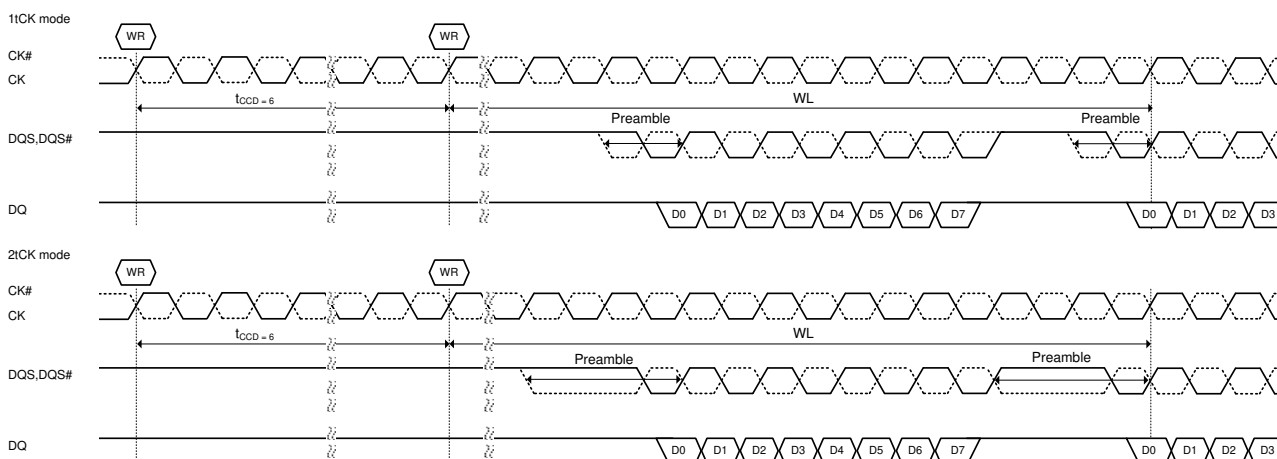 1tCK mode
WR WR
CK#
CK
tCCD = 6 WL
Preamble Preamble
DQS,DQS#
DQ D0 D1 D2 D3 D4 D5 D6 D7 D0 D1 D2 D3
2tCK mode
WR WR
CK#
CK
tCCD = 6 WL
Preamble Preamble
DQS,DQS#
DQ D0 D1 D2 D3 D4 D5 D6 D7 D0 D1 D2 D3